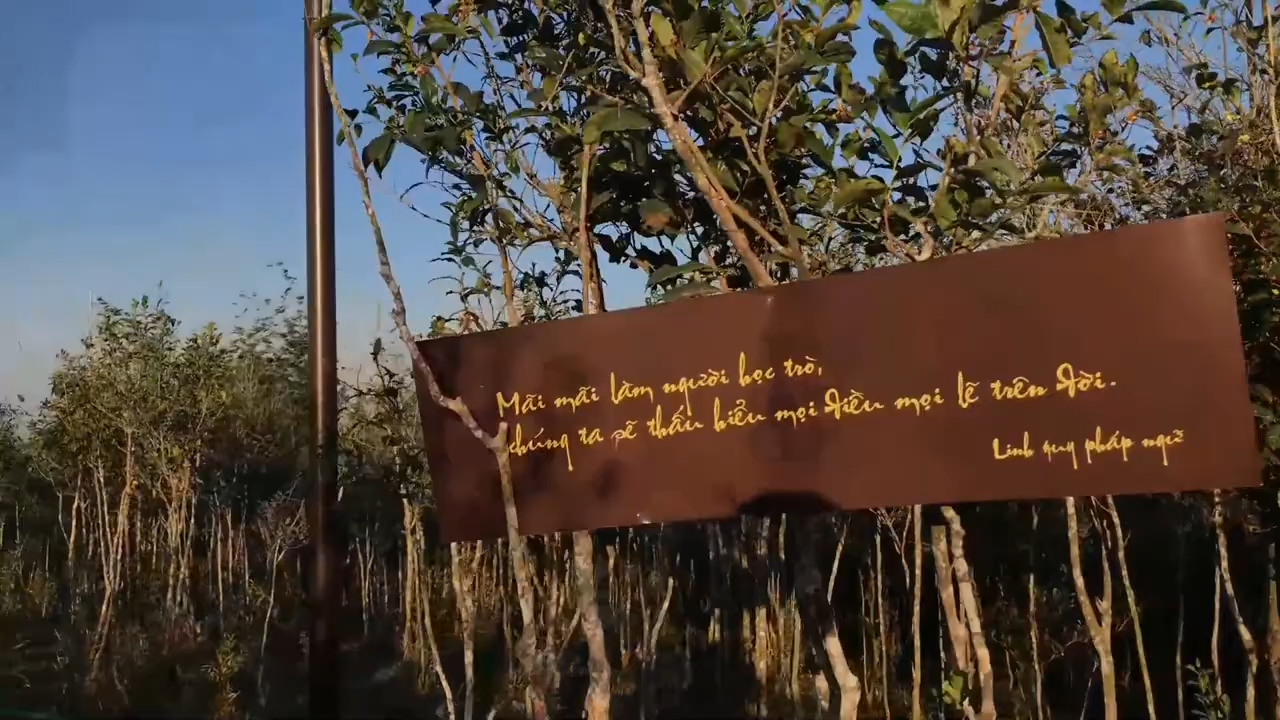 Mãi mãi làm người học trò,
chúng ta sẽ thấu hiểu mọi điều mọi lẽ trên đời.
Linh quy pháp ngữ